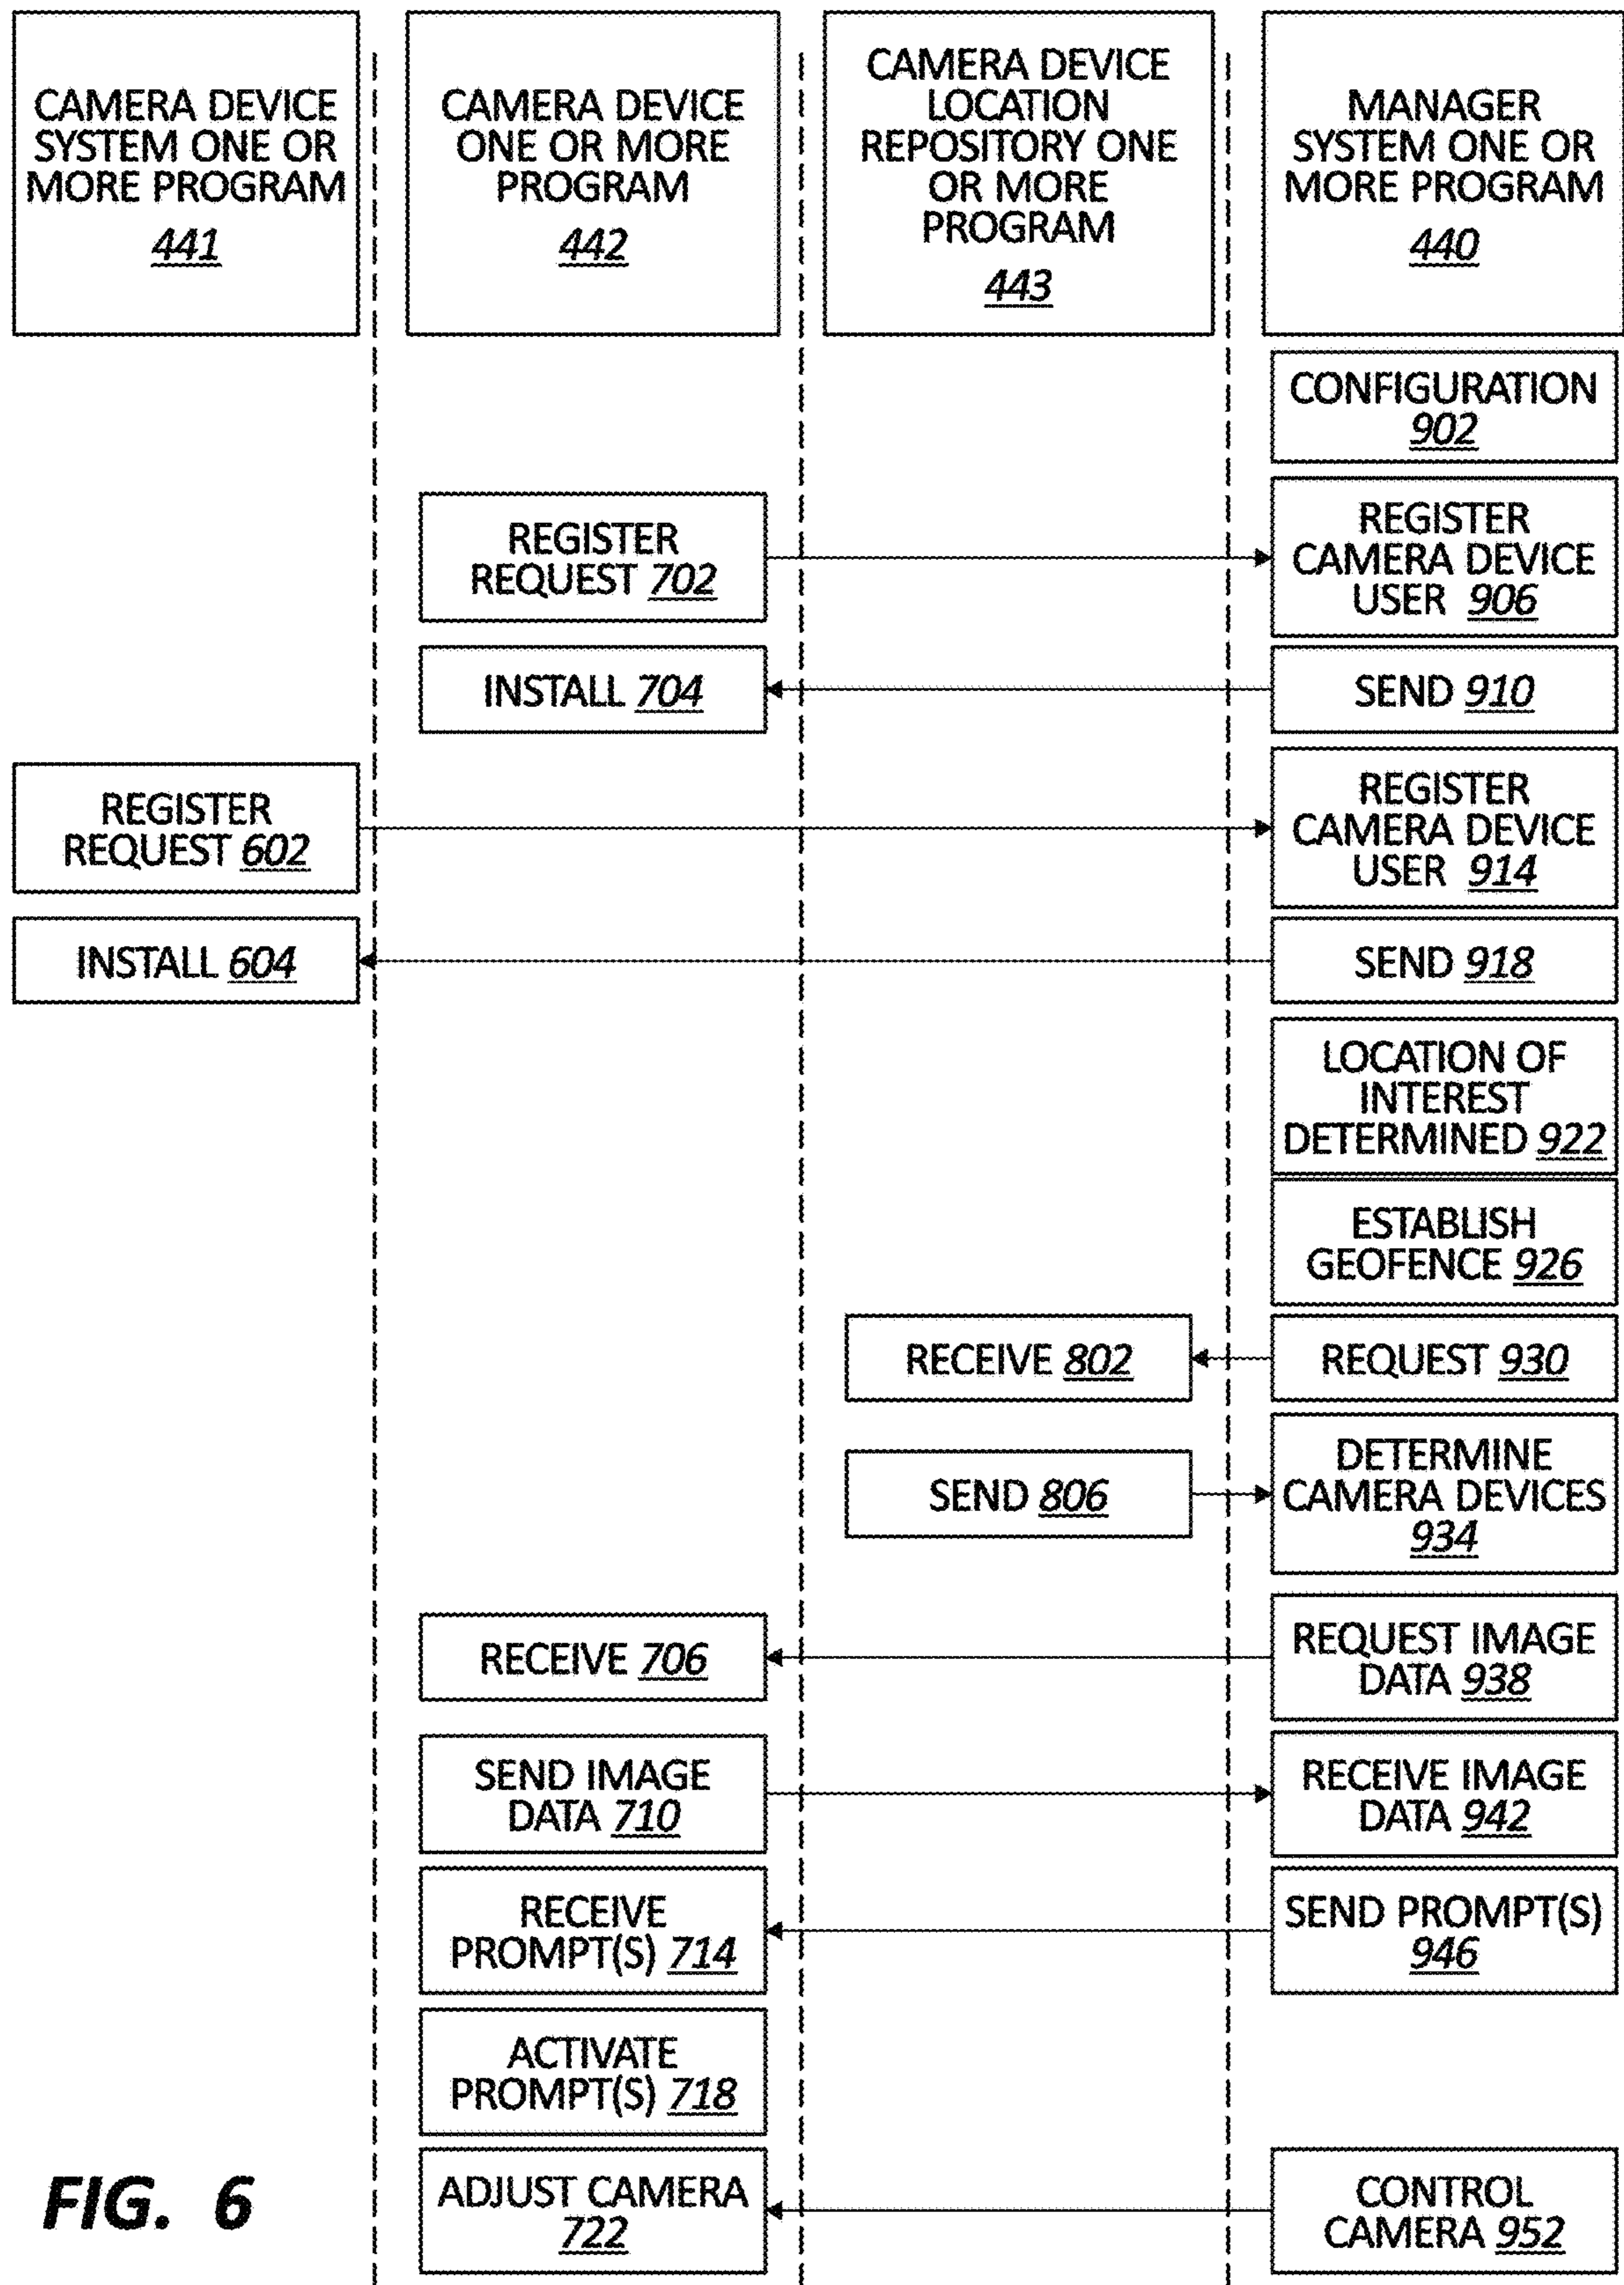 CAMERA DEVICE
SYSTEM ONE OR
MORE PROGRAM
441
CAMERA DEVICE
ONE OR MORE
PROGRAM
442
CAMERA DEVICE
LOCATION
REPOSITORY ONE
OR MORE
PROGRAM
443
MANAGER
SYSTEM ONE OR
MORE PROGRAM
440
CONFIGURATION
902
REGISTER
REQUEST 702
REGISTER
CAMERA DEVICE
USER 906
INSTALL 704
SEND 910
REGISTER
REQUEST 602
REGISTER
CAMERA DEVICE
USER 914
INSTALL 604
SEND 918
LOCATION OF
INTEREST
DETERMINED 922
ESTABLISH
GEOFENCE 926
RECEIVE 802
REQUEST 930
SEND 806
DETERMINE
CAMERA DEVICES
934
RECEIVE 706
REQUEST IMAGE
DATA 938
SEND IMAGE
DATA 710
RECEIVE IMAGE
DATA 942
RECEIVE
PROMPT(S) 714
SEND PROMPT(S)
946
ACTIVATE
PROMPT(S) 718
ADJUST CAMERA
722
CONTROL
CAMERA 952
FIG. 6